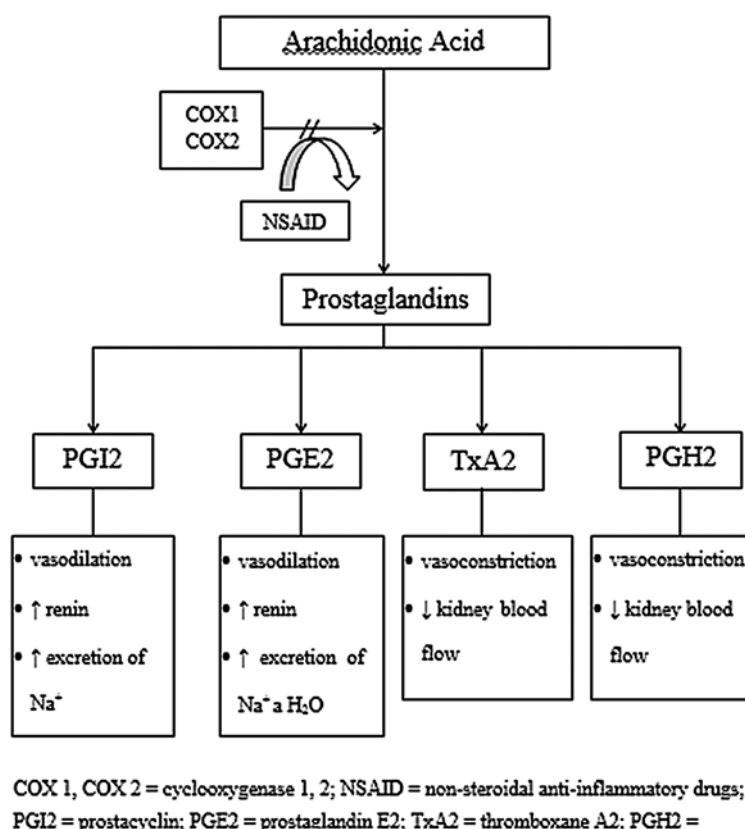 Arachidonic Acid
COX1
COX2
NSAID
Prostaglandins
PGI2
PGE2
TxA2
PGH2
• vasodilation
• ↑ renin
• ↑ excretion of
Na⁺
• vasodilation
• ↑ renin
• ↑ excretion of
Na⁺ a H₂O
• vasoconstriction
• ↓ kidney blood
flow
• vasoconstriction
• ↓ kidney blood
flow
COX 1, COX 2 = cyclooxygenase 1, 2; NSAID = non-steroidal anti-inflammatory drugs;
PGI2 = prostacyclin; PGE2 = prostaglandin E2; TxA2 = thromboxane A2; PGH2 =